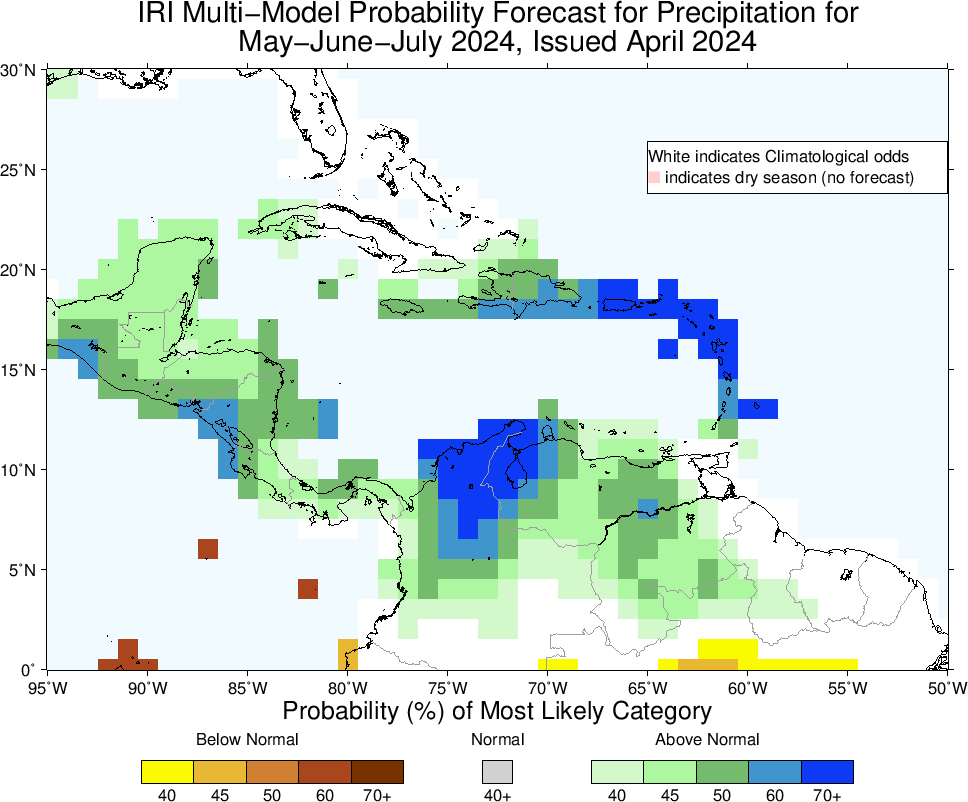 IRI Multi−Model Probability Forecast for Precipitation for
May−June−July 2024, Issued April 2024
30˚N
25˚N
20˚N
15˚N
10˚N
5˚N
0˚
White indicates Climatological odds
indicates dry season (no forecast)
95˚W 90˚W 85˚W 80˚W 75˚W 70˚W 65˚W 60˚W 55˚W 50˚W
Probability (%) of Most Likely Category
Below Normal Normal Above Normal
40 45 50 60 70+ 40+ 40 45 50 60 70+